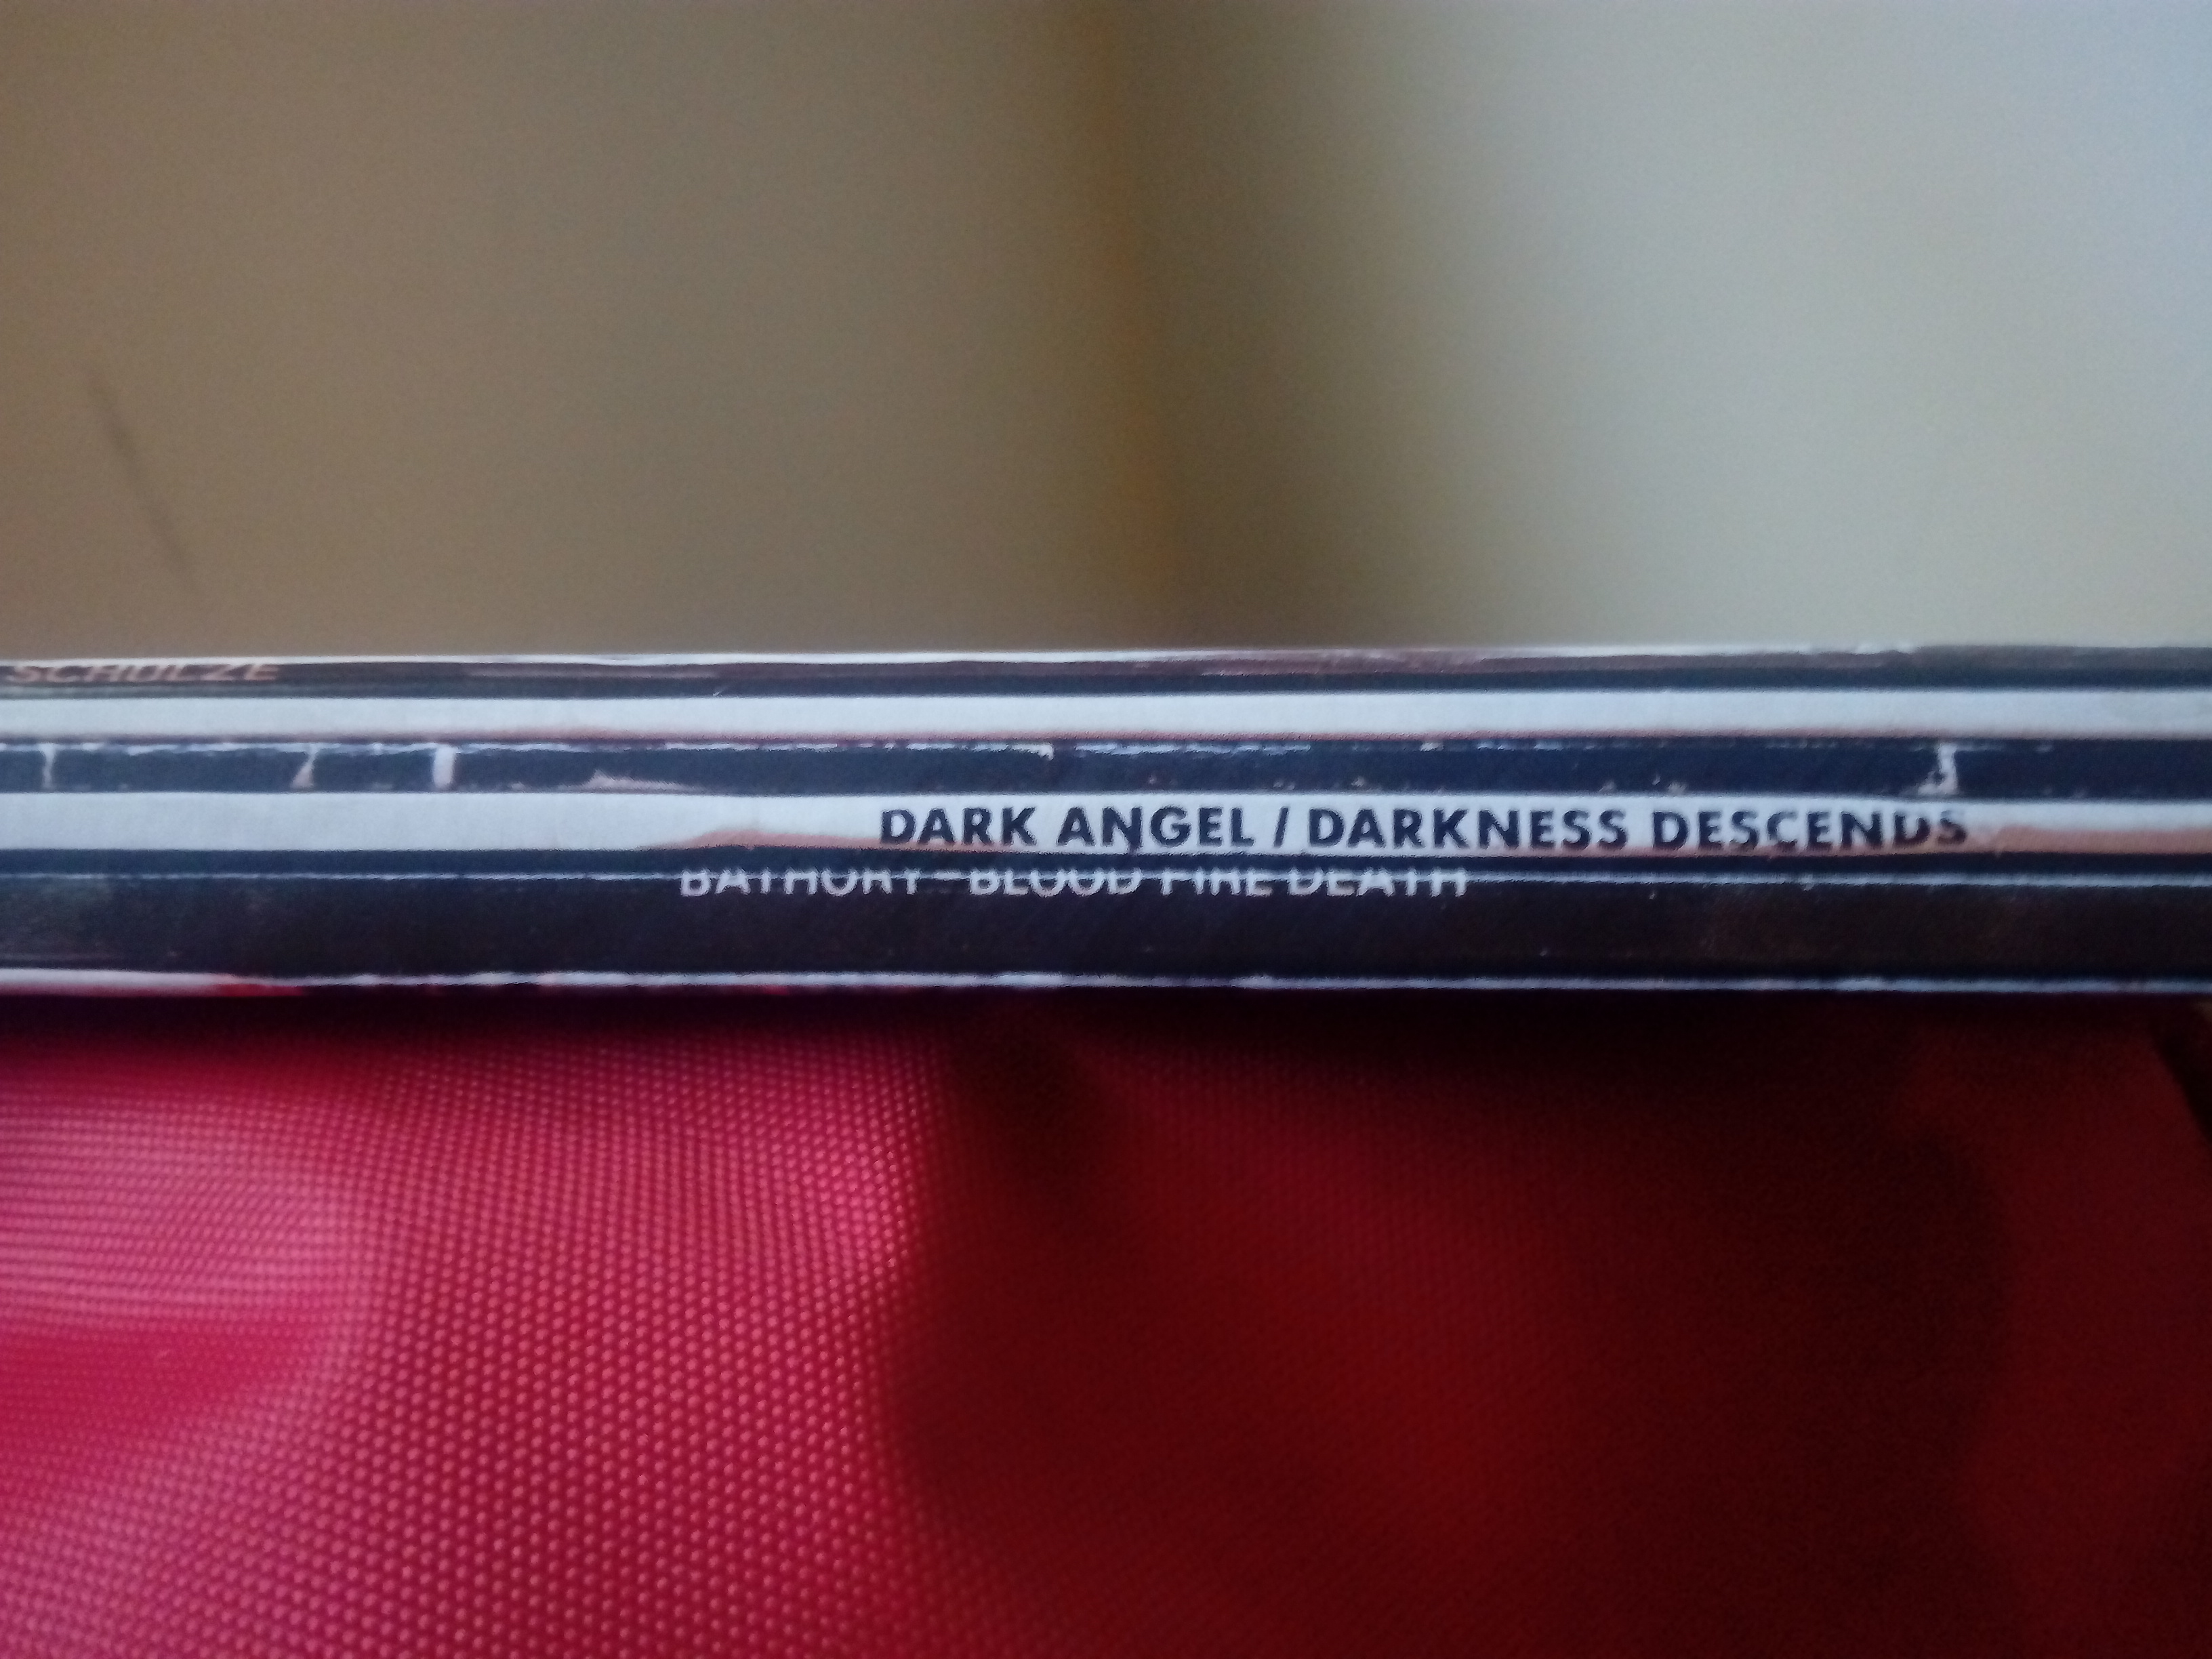 SCHULZE
DARK ANGEL / DARKNESS DESCENDS
BATHORY - BLOOD FIRE DEATH